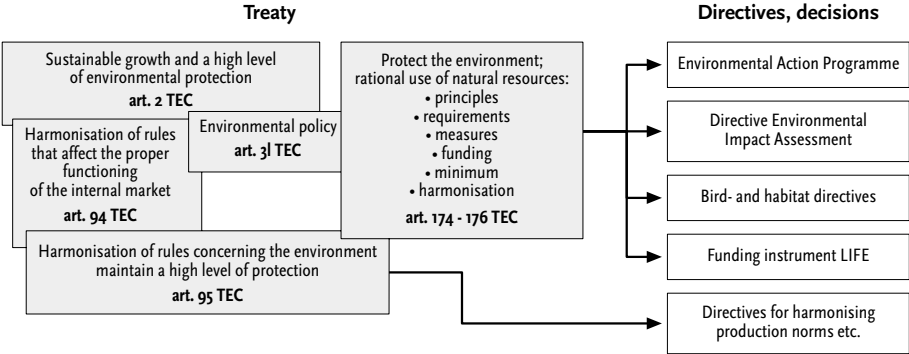 Treaty
Directives, decisions
Sustainable growth and a high level
of environmental protection
art. 2 TEC
Harmonisation of rules
that affect the proper
functioning
of the internal market
art. 94 TEC
Environmental policy
art. 3l TEC
Harmonisation of rules concerning the environment
maintain a high level of protection
art. 95 TEC
Protect the environment;
rational use of natural resources:
• principles
• requirements
• measures
• funding
• minimum
• harmonisation
art. 174 - 176 TEC
Environmental Action Programme
Directive Environmental
Impact Assessment
Bird- and habitat directives
Funding instrument LIFE
Directives for harmonising
production norms etc.